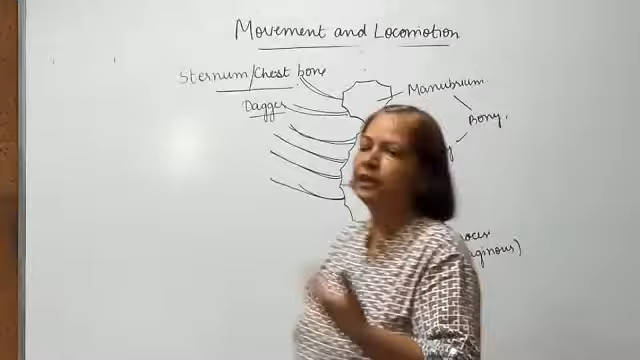 Movement and Locomotion
Sternum/Chest bone
Manubrium
Dagger
Bony.